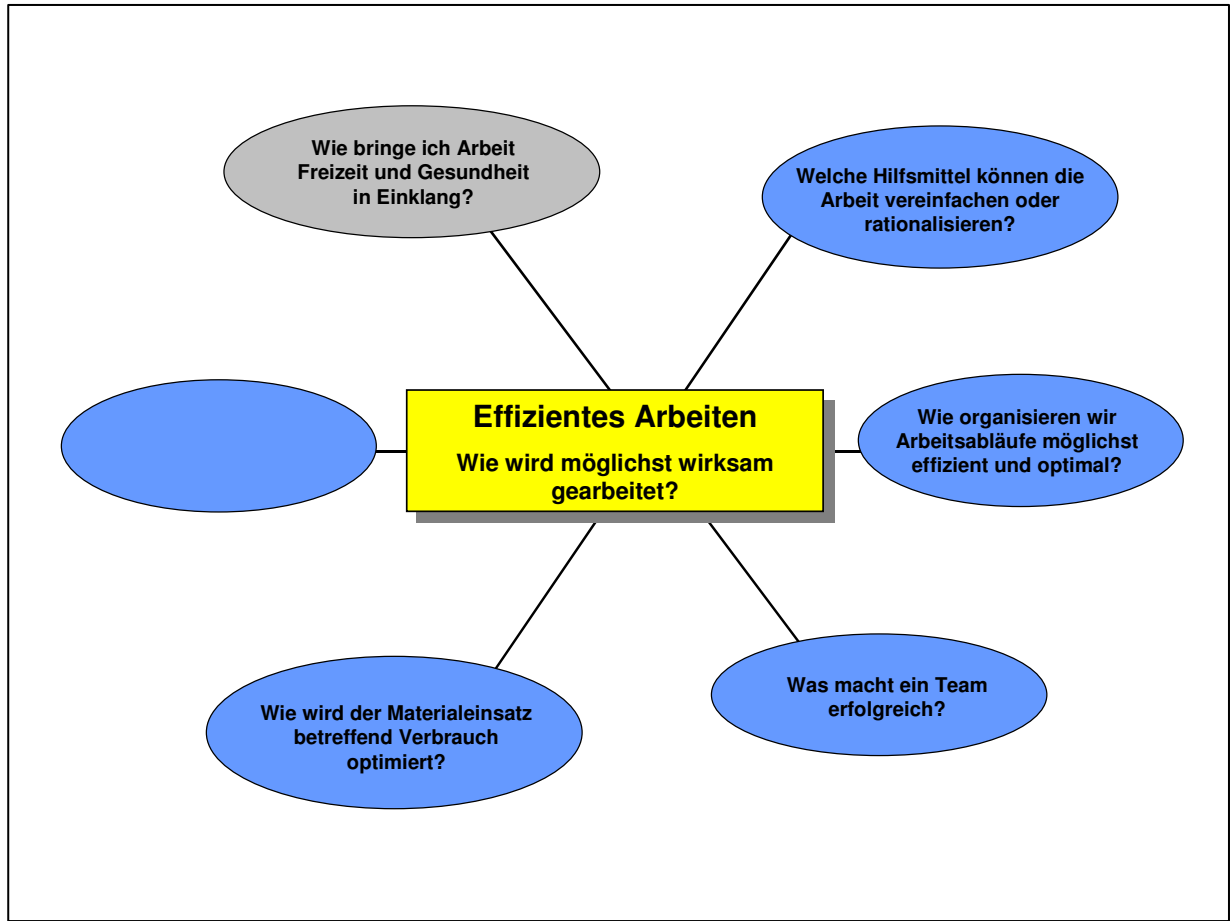 Wie bringe ich Arbeit
Freizeit und Gesundheit
in Einklang?
Welche Hilfsmittel können die
Arbeit vereinfachen oder
rationalisieren?
Effizientes Arbeiten
Wie wird möglichst wirksam
gearbeitet?
Wie organisieren wir
Arbeitsabläufe möglichst
effizient und optimal?
Wie wird der Materialeinsatz
betreffend Verbrauch
optimiert?
Was macht ein Team
erfolgreich?